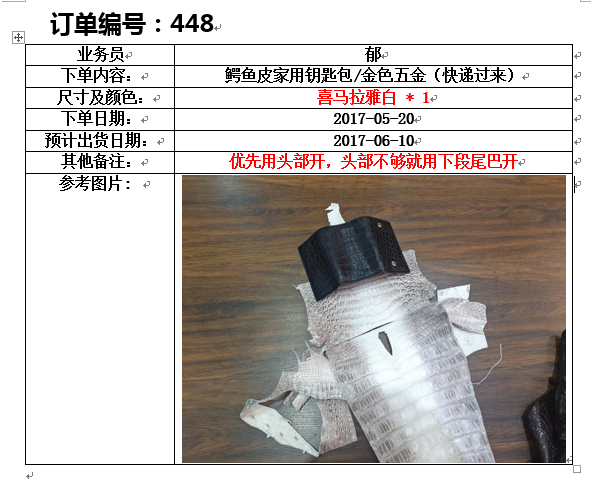 订单编号：448
业务员 郁
下单内容： 鳄鱼皮家用钥匙包/金色五金（快递过来）
尺寸及颜色： 喜马拉雅白 * 1
下单日期： 2017-05-20
预计出货日期： 2017-06-10
其他备注： 优先用头部开，头部不够就用下段尾巴开
参考图片：